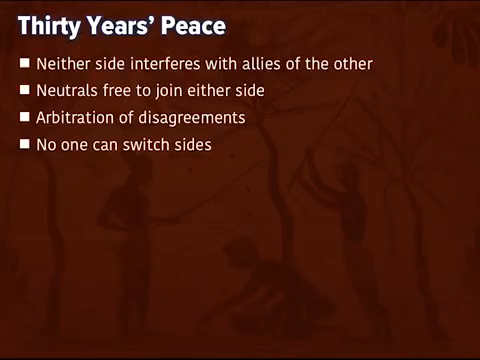 Thirty Years' Peace
Neither side interferes with allies of the other
Neutrals free to join either side
Arbitration of disagreements
No one can switch sides